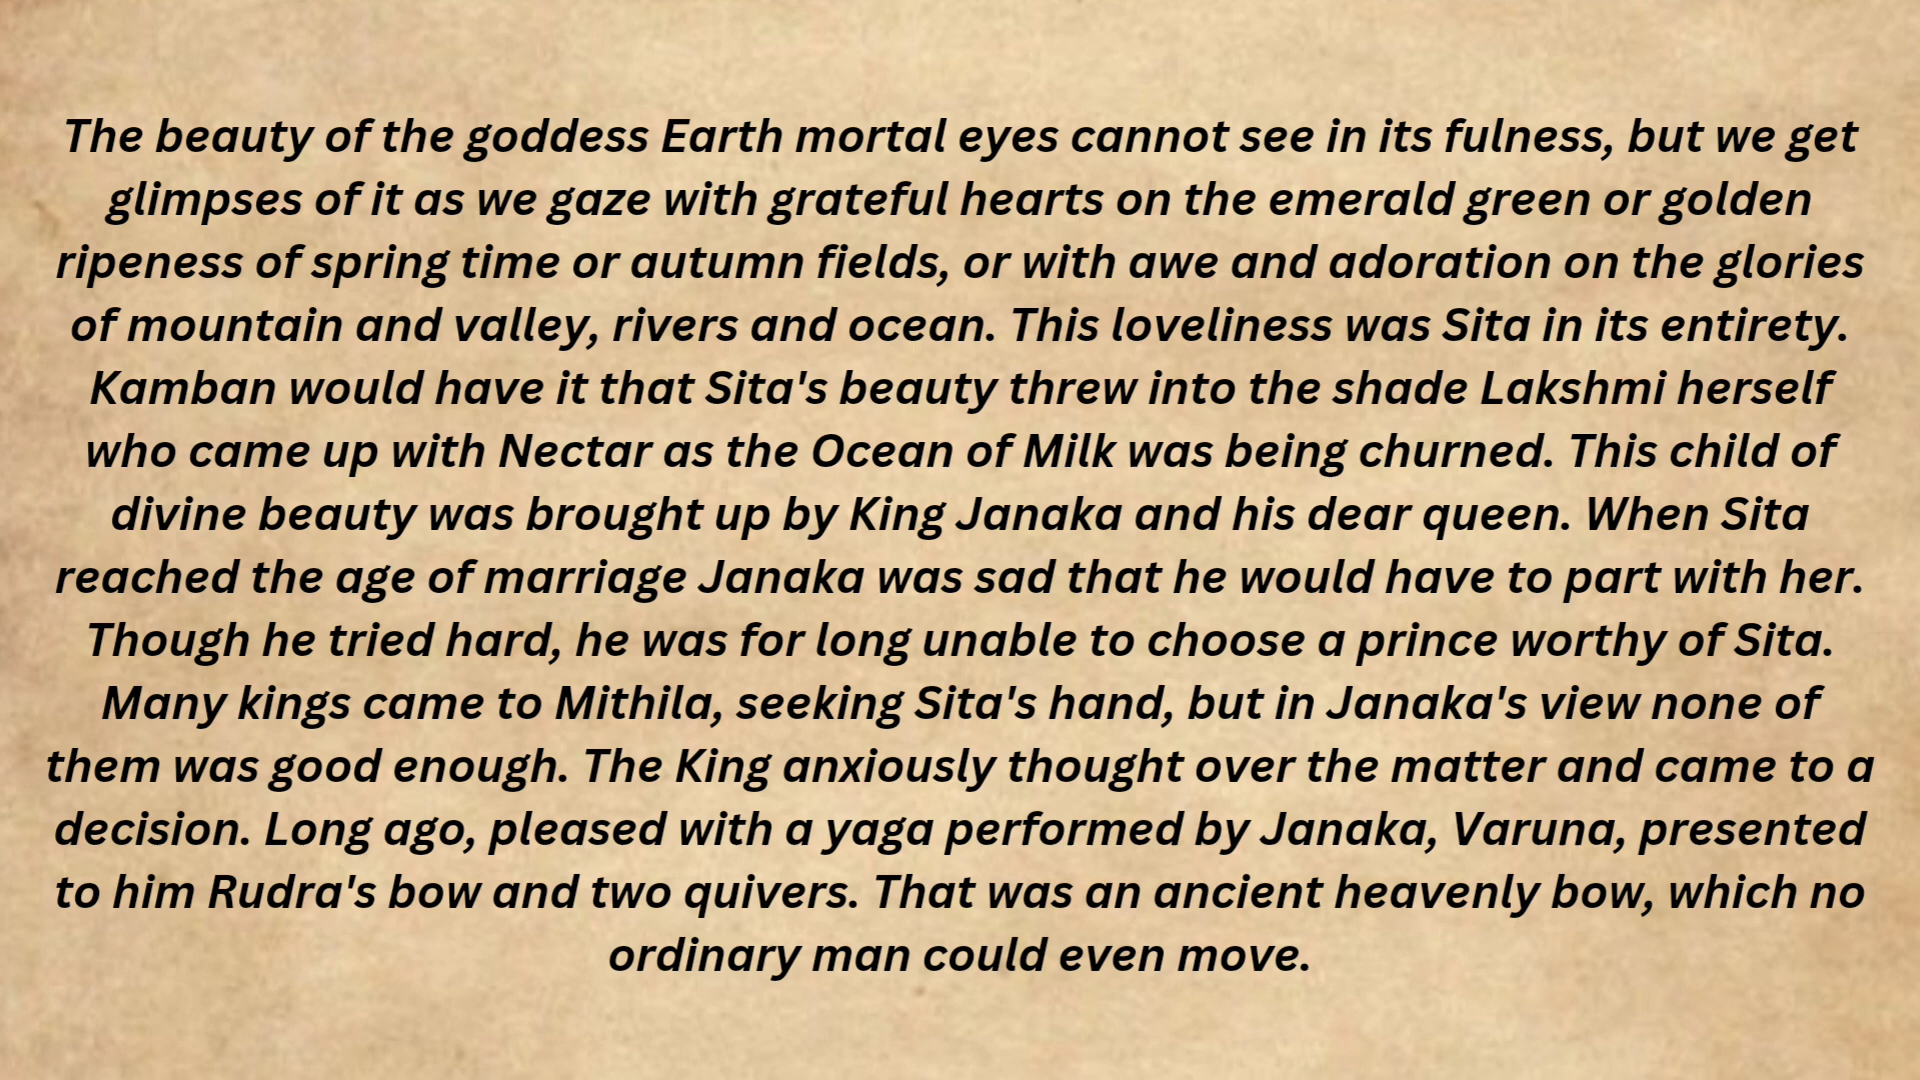 The beauty of the goddess Earth mortal eyes cannot see in its fulness, but we get
glimpses of it as we gaze with grateful hearts on the emerald green or golden
ripeness of spring time or autumn fields, or with awe and adoration on the glories
of mountain and valley, rivers and ocean. This loveliness was Sita in its entirety.
Kamban would have it that Sita's beauty threw into the shade Lakshmi herself
who came up with Nectar as the Ocean of Milk was being churned. This child of
divine beauty was brought up by King Janaka and his dear queen. When Sita
reached the age of marriage Janaka was sad that he would have to part with her.
Though he tried hard, he was for long unable to choose a prince worthy of Sita.
Many kings came to Mithila, seeking Sita's hand, but in Janaka's view none of
them was good enough. The King anxiously thought over the matter and came to a
decision. Long ago, pleased with a yaga performed by Janaka, Varuna, presented
to him Rudra's bow and two quivers. That was an ancient heavenly bow, which no
ordinary man could even move.